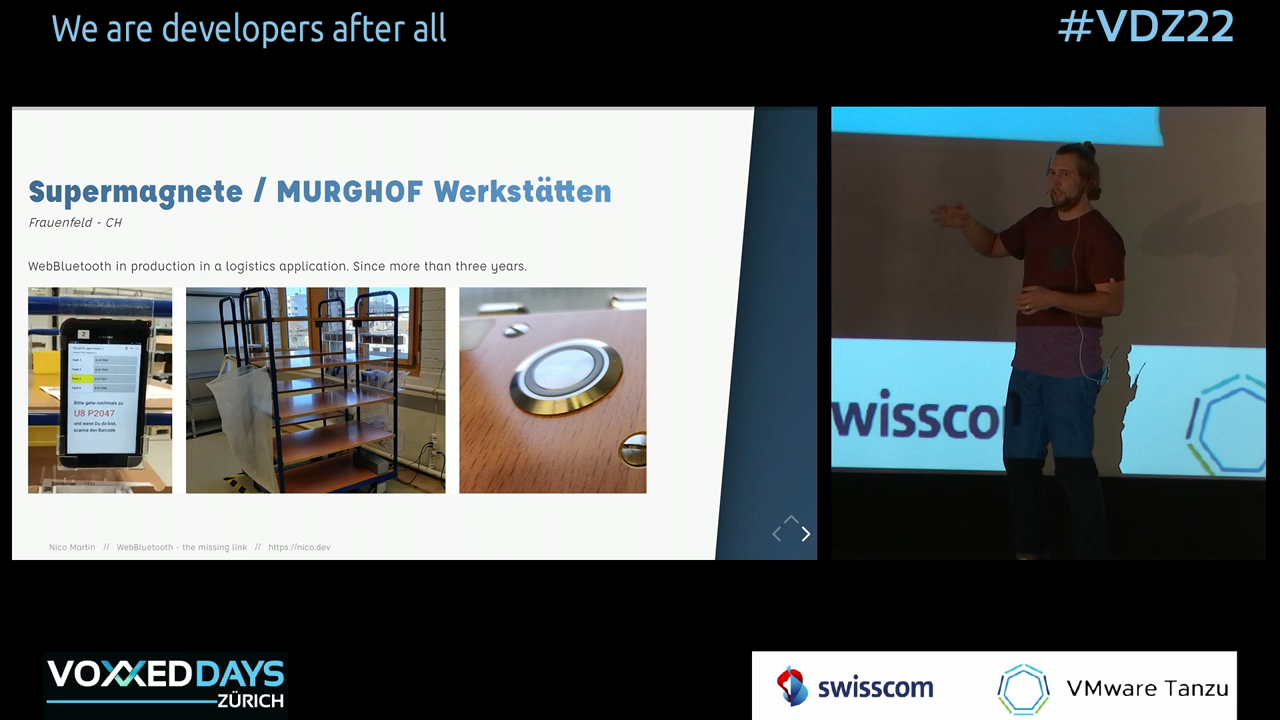 We are developers after all
#VDZ22
Supermagnete / MURGHOF Werkstätten
Frauenfeld - CH
WebBluetooth in production in a logistics application. Since more than three years.
2
Bitte gehe nochmals zu
U8 P2047
und wenn Du da bist,
scanne den Barcode
Nico Martin // WebBluetooth - the missing link // https://nico.dev
swisscom
VOXXED DAYS
ZÜRICH
swisscom
VMware Tanzu